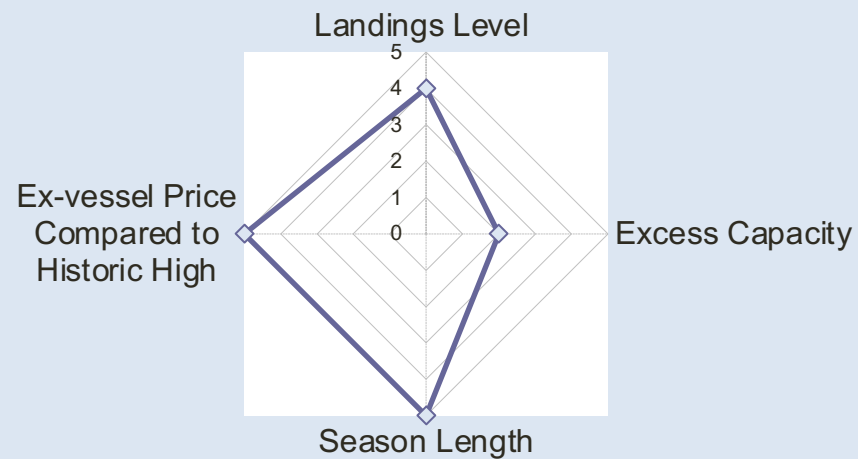 Landings Level
5
4
3
2
1
0
Ex-vessel Price
Compared to
Historic High
Excess Capacity
Season Length